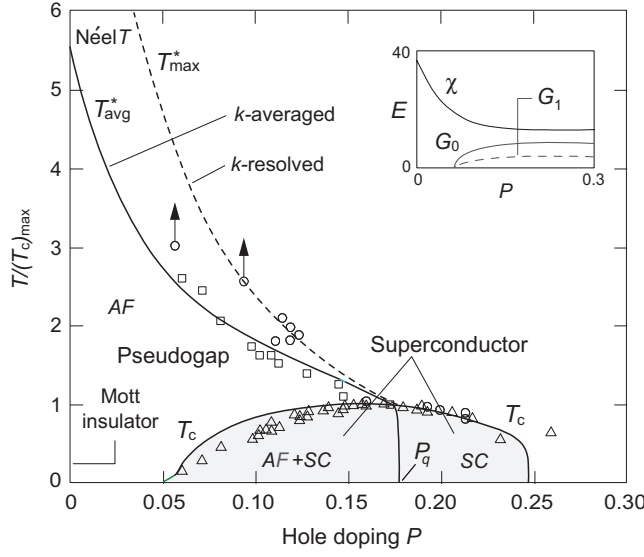 6
5
4
3
2
1
0
T/(Tc)max
NéelT
T*max
T*avg
k-averaged
k-resolved
AF
Pseudogap
Mott
insulator
Superconductor
Tc
Tc
AF+SC
Pq
SC
0
0.05
0.10
0.15
0.20
0.25
0.30
Hole doping P
40
E
0
χ
G1
G0
0
P
0.3